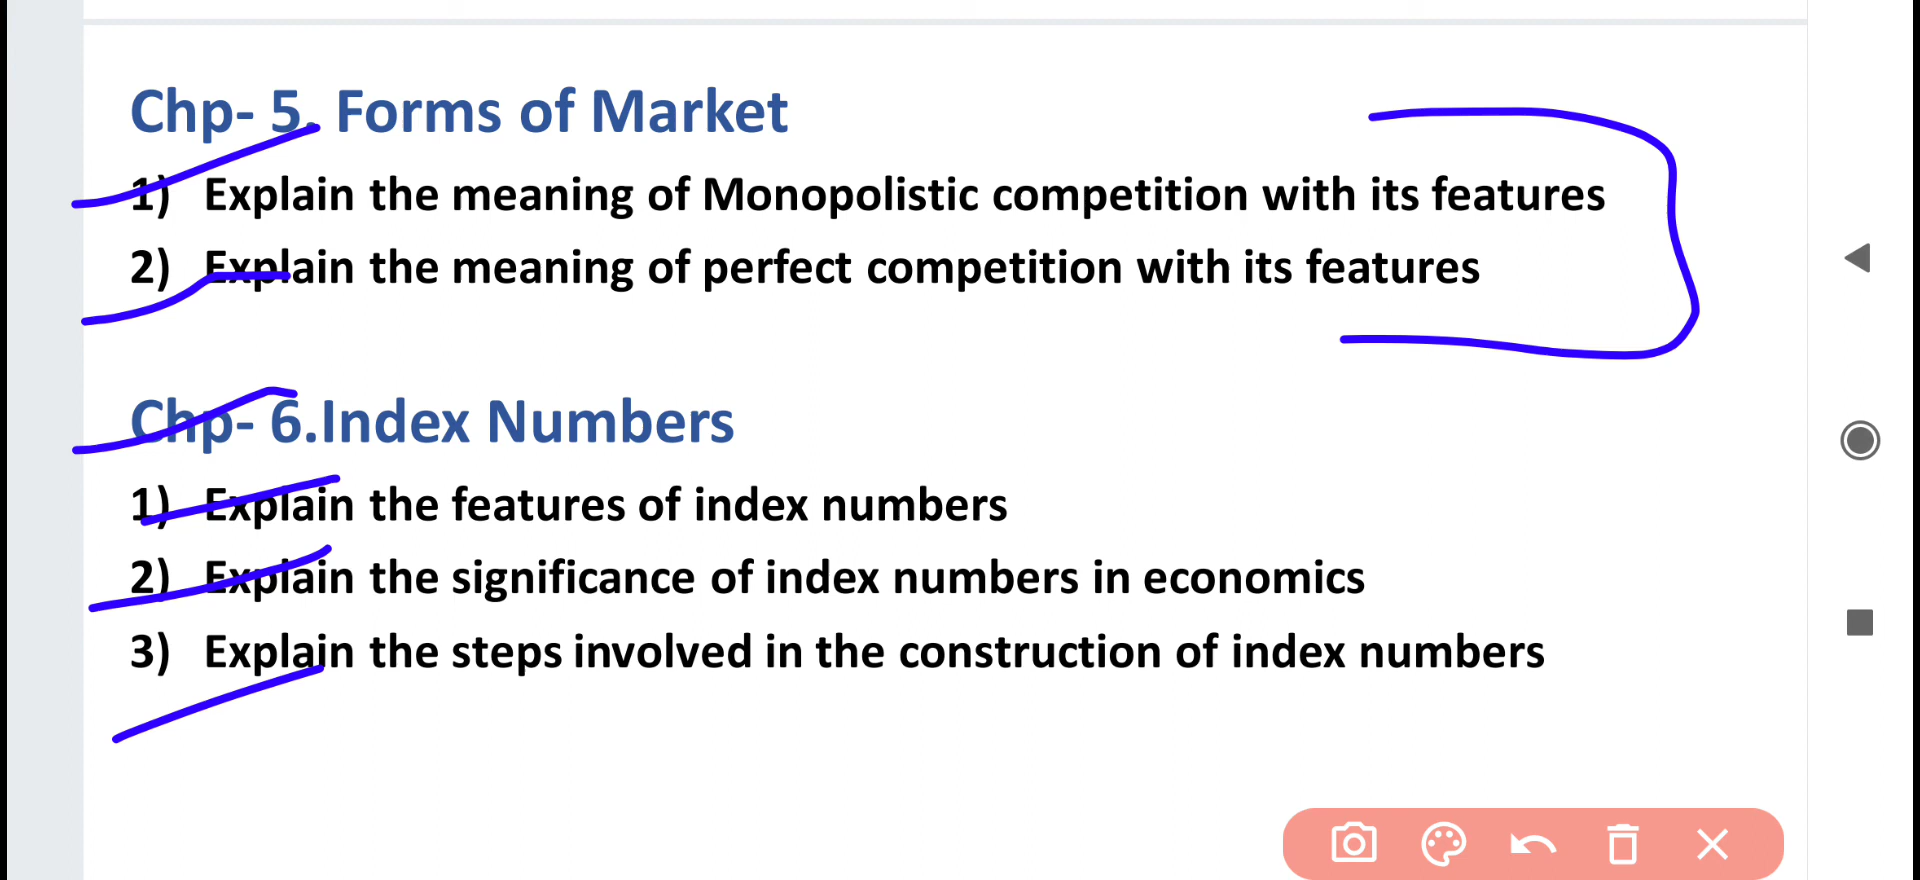 Chp- 5. Forms of Market
1) Explain the meaning of Monopolistic competition with its features
2) Explain the meaning of perfect competition with its features
Chp- 6.Index Numbers
1) Explain the features of index numbers
2) Explain the significance of index numbers in economics
3) Explain the steps involved in the construction of index numbers